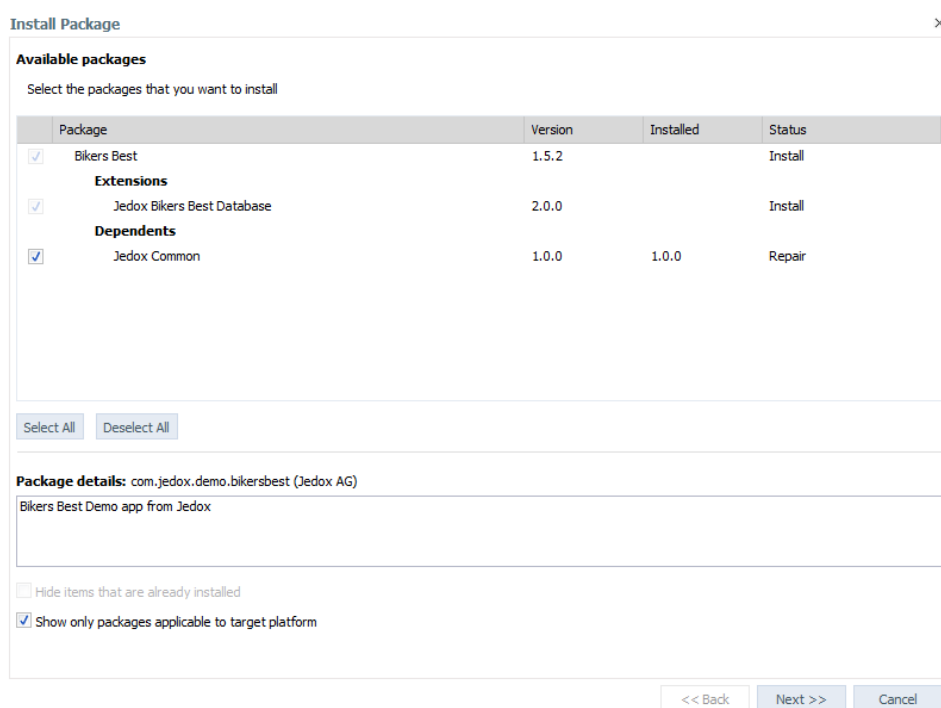 Install Package
Available packages
Select the packages that you want to install
Package Version Installed Status
Bikers Best 1.5.2 Install
Extensions
Jedox Bikers Best Database 2.0.0 Install
Dependents
Jedox Common 1.0.0 1.0.0 Repair
Select All Deselect All
Package details: com.jedox.demo.bikersbest (Jedox AG)
Bikers Best Demo app from Jedox
Hide items that are already installed
Show only packages applicable to target platform
<< Back Next >> Cancel